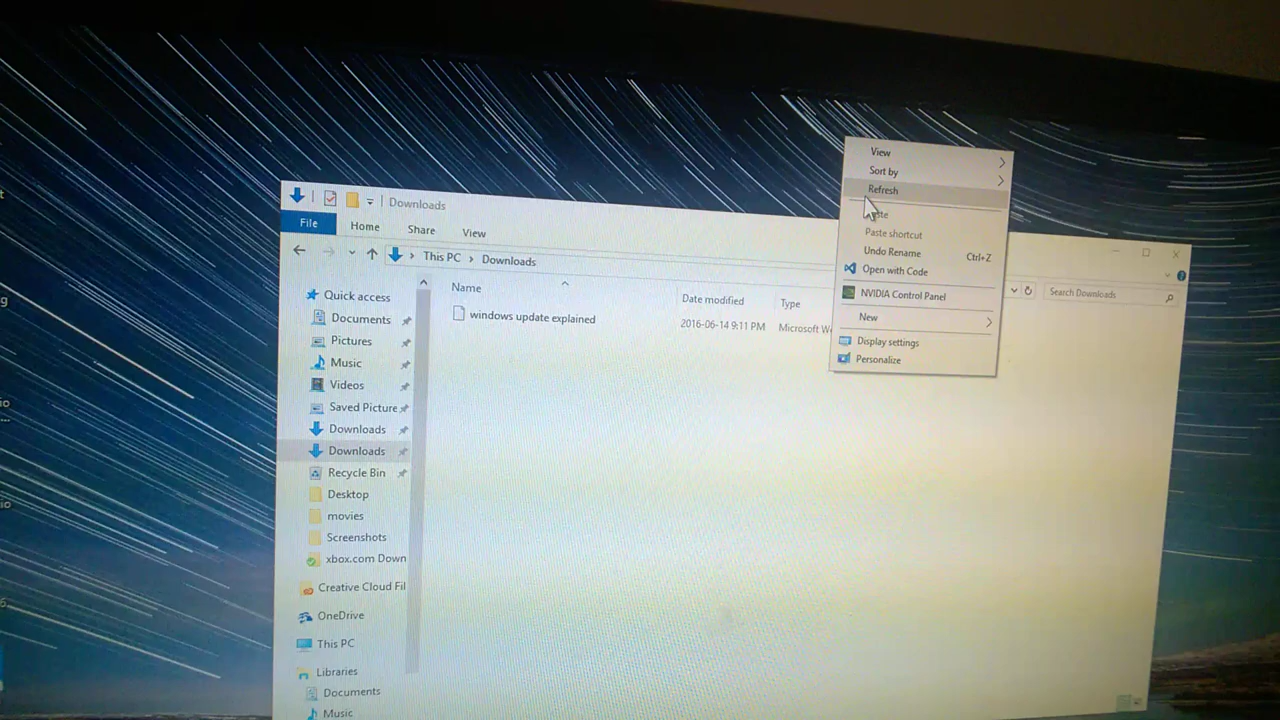 View
Sort by
Refresh
Paste shortcut
Undo Rename Ctrl+Z
Open with Code
NVIDIA Control Panel
New
Display settings
Personalize
Downloads
File Home Share View
This PC Downloads
Search Downloads
Name Date modified Type
windows update explained 2016-06-14 9:11 PM Microsoft W
Quick access
Documents
Pictures
Music
Videos
Saved Picture
Downloads
Downloads
Recycle Bin
Desktop
movies
Screenshots
xbox.com Down
Creative Cloud Fil
OneDrive
This PC
Libraries
Documents
Music